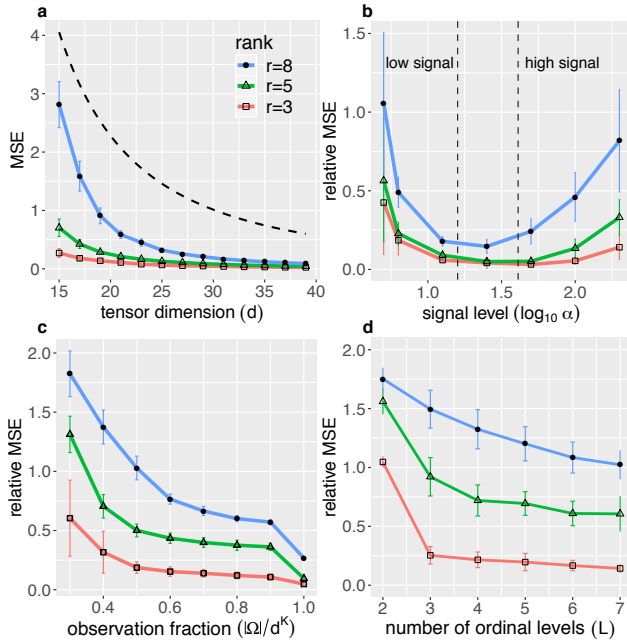 a
rank
r=8
r=5
r=3
MSE
4
3
2
1
0
15 20 25 30 35 40
tensor dimension (d)
b
low signal
high signal
relative MSE
1.5
1.0
0.5
0.0
1.0 1.5 2.0
signal level (log₁₀ α)
c
relative MSE
2.0
1.5
1.0
0.5
0.0
0.4 0.6 0.8 1.0
observation fraction (|Ω|/dᴷ)
d
relative MSE
2.0
1.5
1.0
0.5
0.0
2 3 4 5 6 7
number of ordinal levels (L)